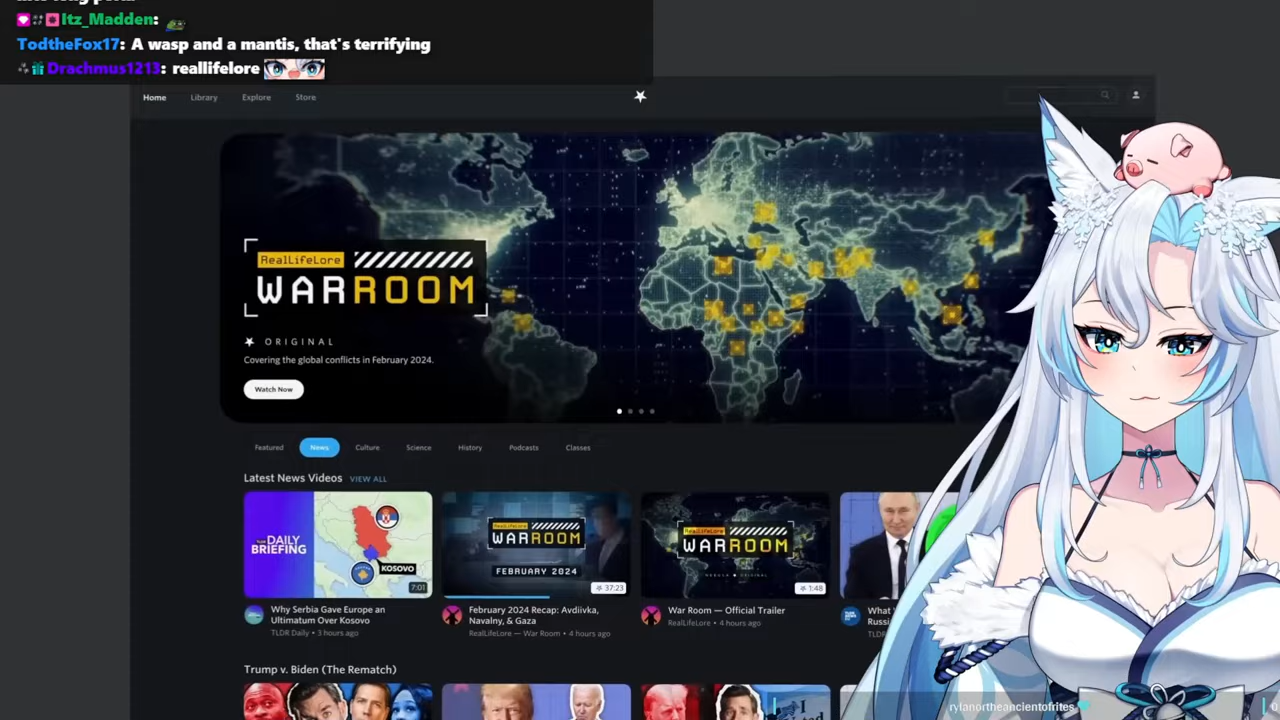 Itz_Madden:
TodtheFox17: A wasp and a mantis, that's terrifying
Drachmus1213: reallifelore
Home Library Explore Store
RealLifeLore
WARROOM
ORIGINAL
Covering the global conflicts in February 2024.
Watch Now
Featured News Culture Science History Podcasts Classes
Latest News Videos VIEW ALL
DAILY
BRIEFING
KOSOVO
7:01
RealLifeLore
WARROOM
FEBRUARY 2024
37:23
RealLifeLore
WARROOM
NEBULA ORIGINAL
1:48
Why Serbia Gave Europe an
Ultimatum Over Kosovo
TLDR Daily • 3 hours ago
February 2024 Recap: Avdiivka,
Navalny, & Gaza
RealLifeLore — War Room • 4 hours ago
War Room — Official Trailer
RealLifeLore • 4 hours ago
What
Russi
TLDR
Trump v. Biden (The Rematch)
rylanortheancientofrites